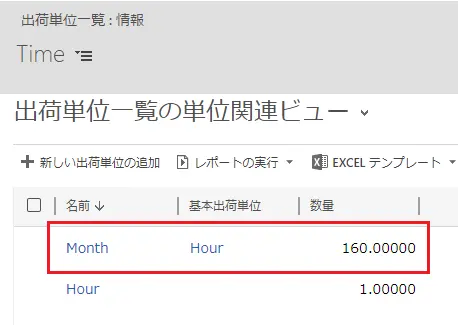 出荷単位一覧 : 情報
Time
出荷単位一覧の単位関連ビュー
新しい出荷単位の追加 レポートの実行 EXCEL テンプレート
名前 ↓ 基本出荷単位 数量
Month Hour 160.00000
Hour 1.00000